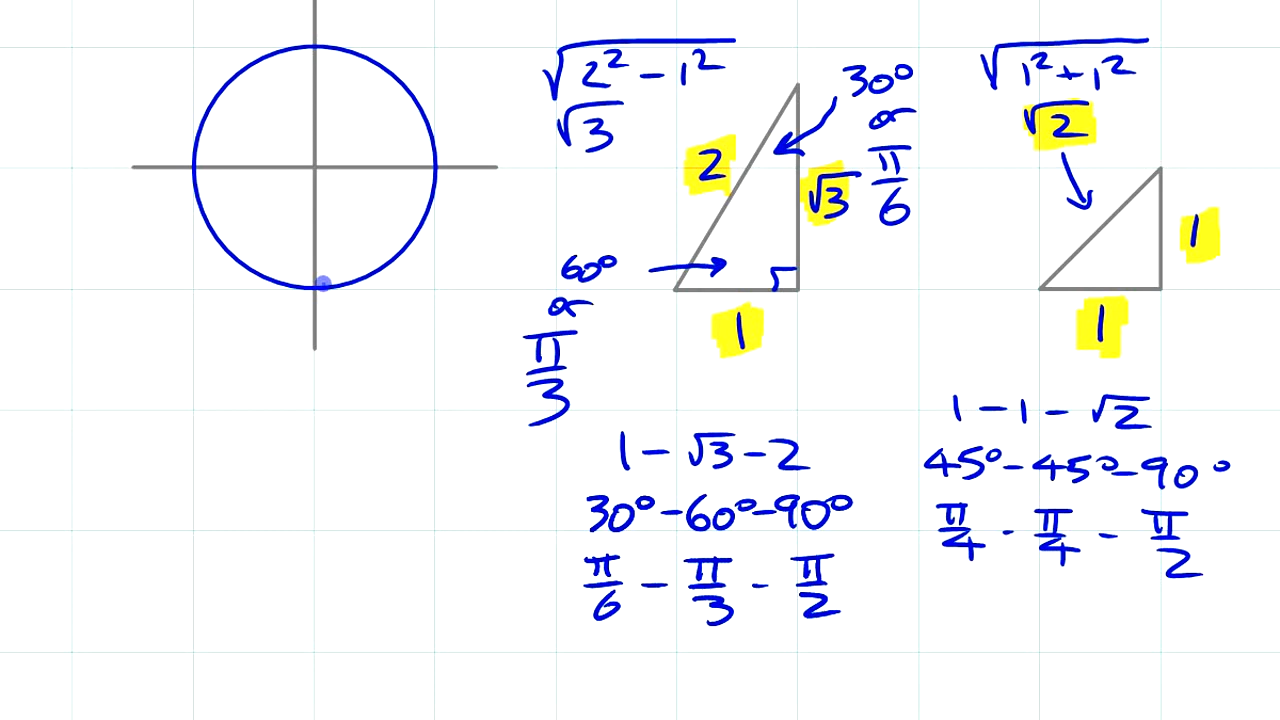 √(2² − 1²)
√3
2
√3
1
30°
or
π/6
60°
or
π/3
1 − √3 − 2
30° − 60° − 90°
π/6 − π/3 − π/2
√(1² + 1²)
√2
1
1
1 − 1 − √2
45° − 45° − 90°
π/4 - π/4 - π/2